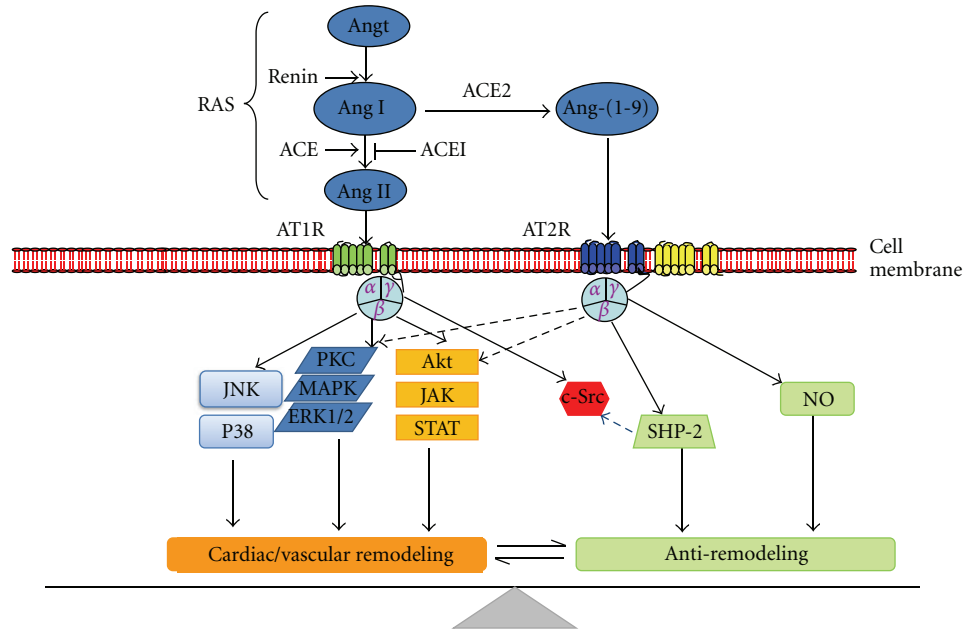 Angt
Renin
RAS
Ang I
ACE2
Ang-(1-9)
ACE
ACEI
Ang II
AT1R
AT2R
Cell
membrane
α γ
β
α γ
β
PKC
MAPK
ERK1/2
JNK
P38
Akt
JAK
STAT
c-Src
SHP-2
NO
Cardiac/vascular remodeling
Anti-remodeling